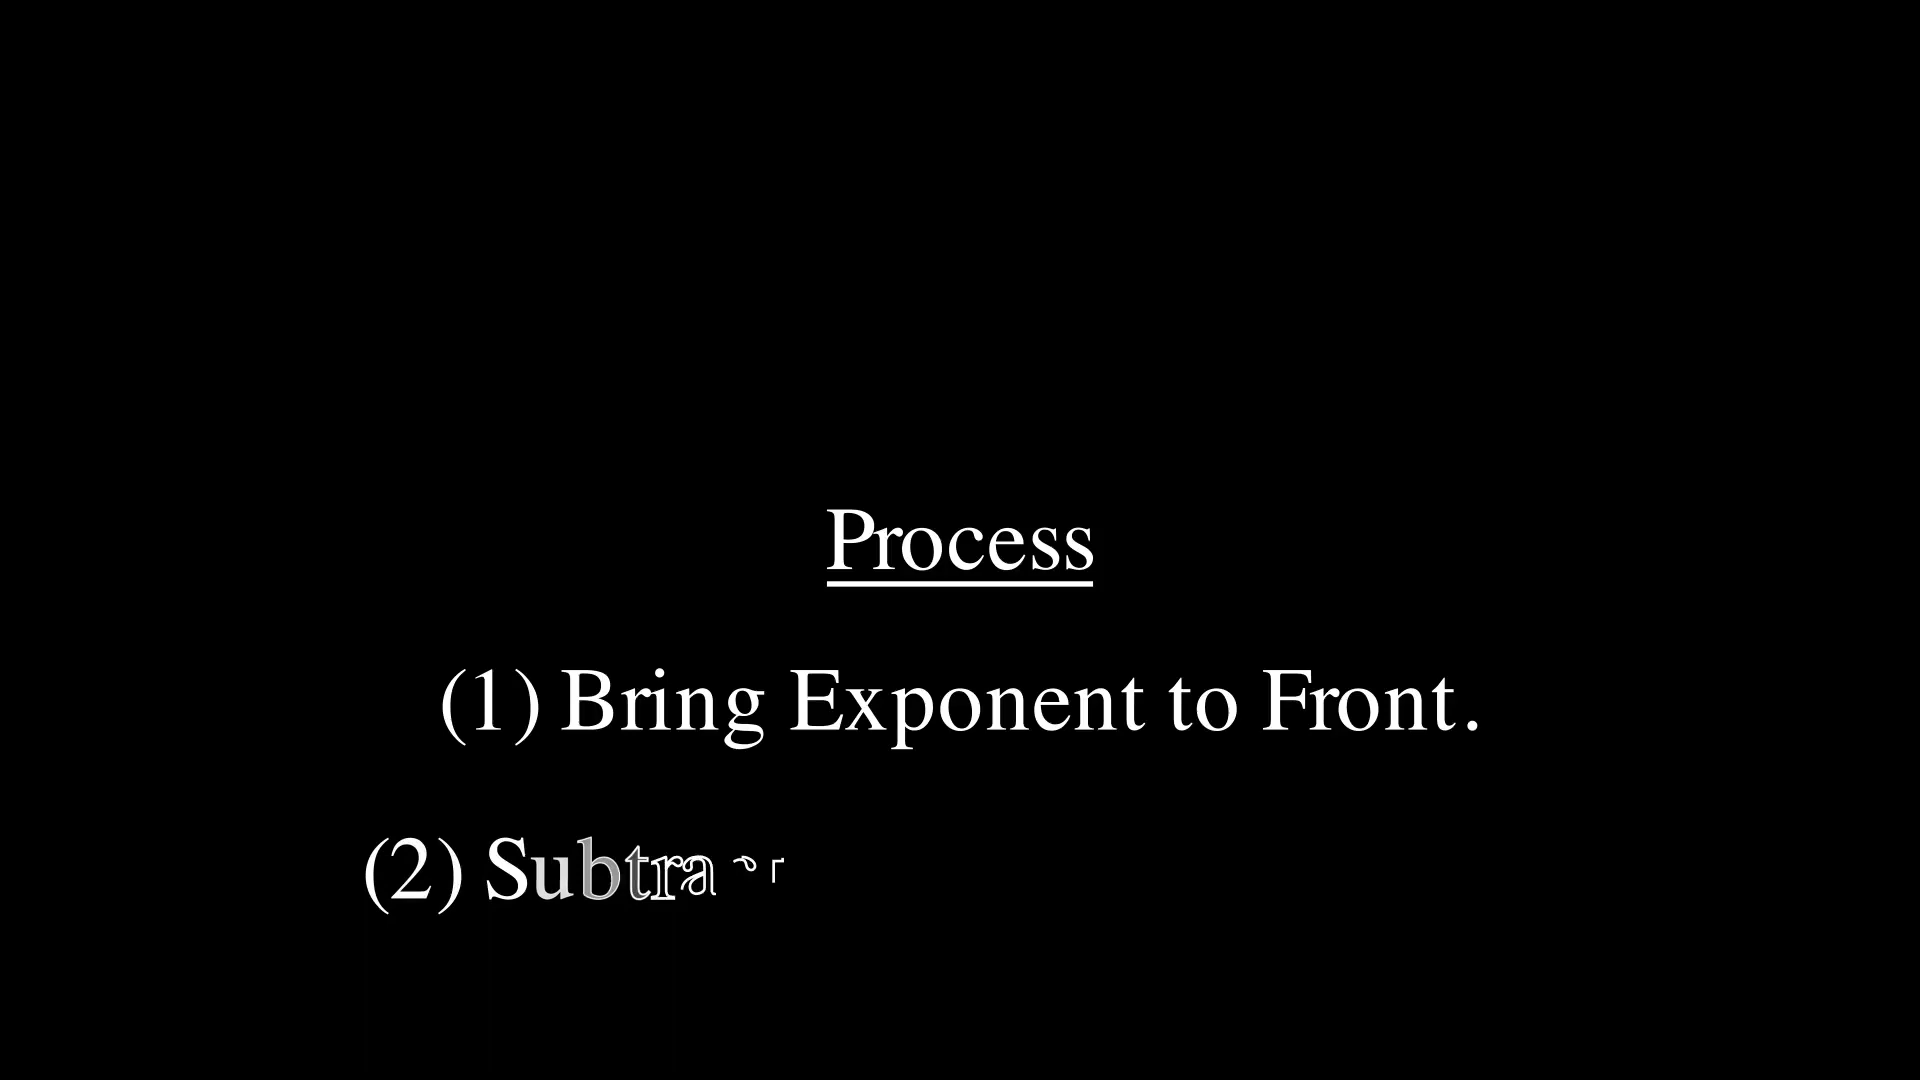 Process
(1) Bring Exponent to Front.
(2) Subtra